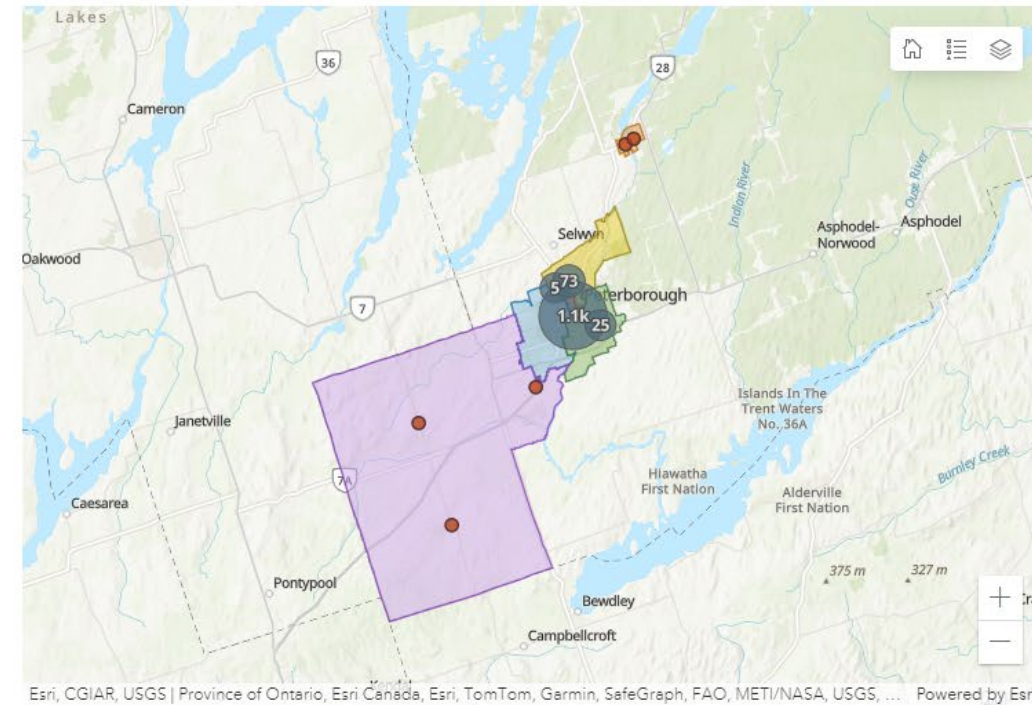 Lakes
36
28
Cameron
Indian River
Ouse River
Asphodel-
Norwood
Asphodel
Selwyn
Oakwood
5
73
Peterborough
7
1.1k
25
Islands In The
Trent Waters
No. 36A
Janetville
7A
Hiawatha
First Nation
Burnley Creek
Alderville
First Nation
Caesarea
375 m
327 m
Pontypool
Bewdley
Campbellcroft
Esri, CGIAR, USGS | Province of Ontario, Esri Canada, Esri, TomTom, Garmin, SafeGraph, FAO, METI/NASA, USGS, ...
Powered by Esri